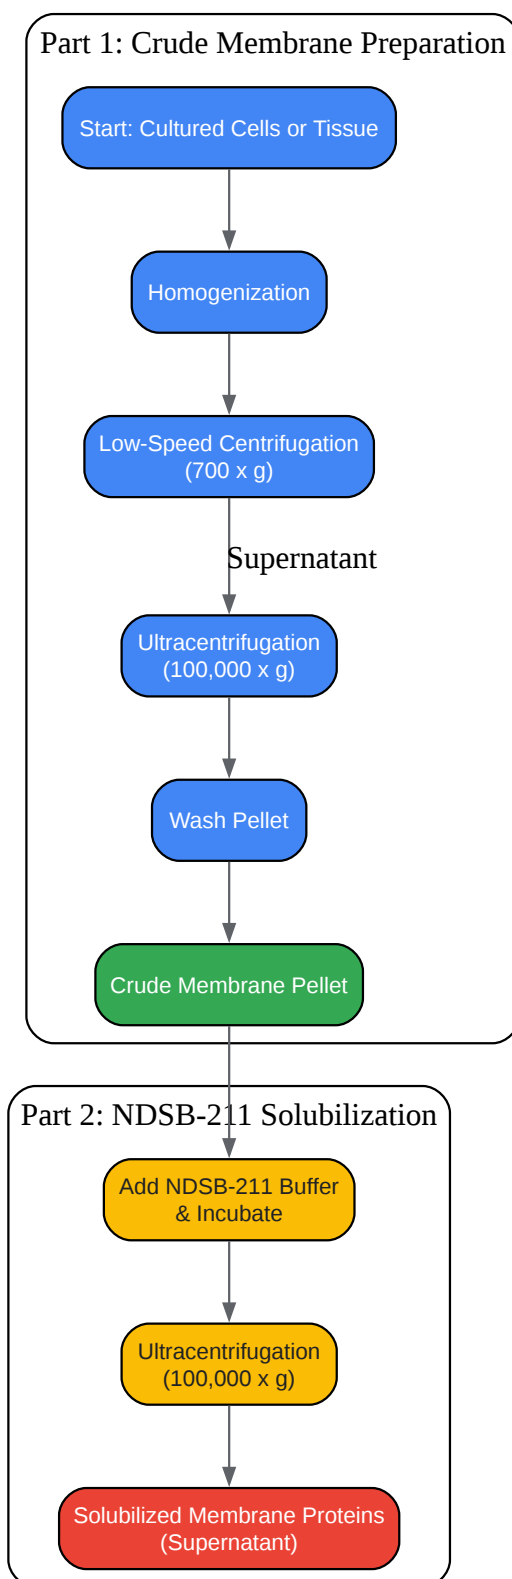 Part 1: Crude Membrane Preparation
Start: Cultured Cells or Tissue
Homogenization
Low-Speed Centrifugation
(700 x g)
Supernatant
Ultracentrifugation
(100,000 x g)
Wash Pellet
Crude Membrane Pellet
Part 2: NDSB-211 Solubilization
Add NDSB-211 Buffer
& Incubate
Ultracentrifugation
(100,000 x g)
Solubilized Membrane Proteins
(Supernatant)